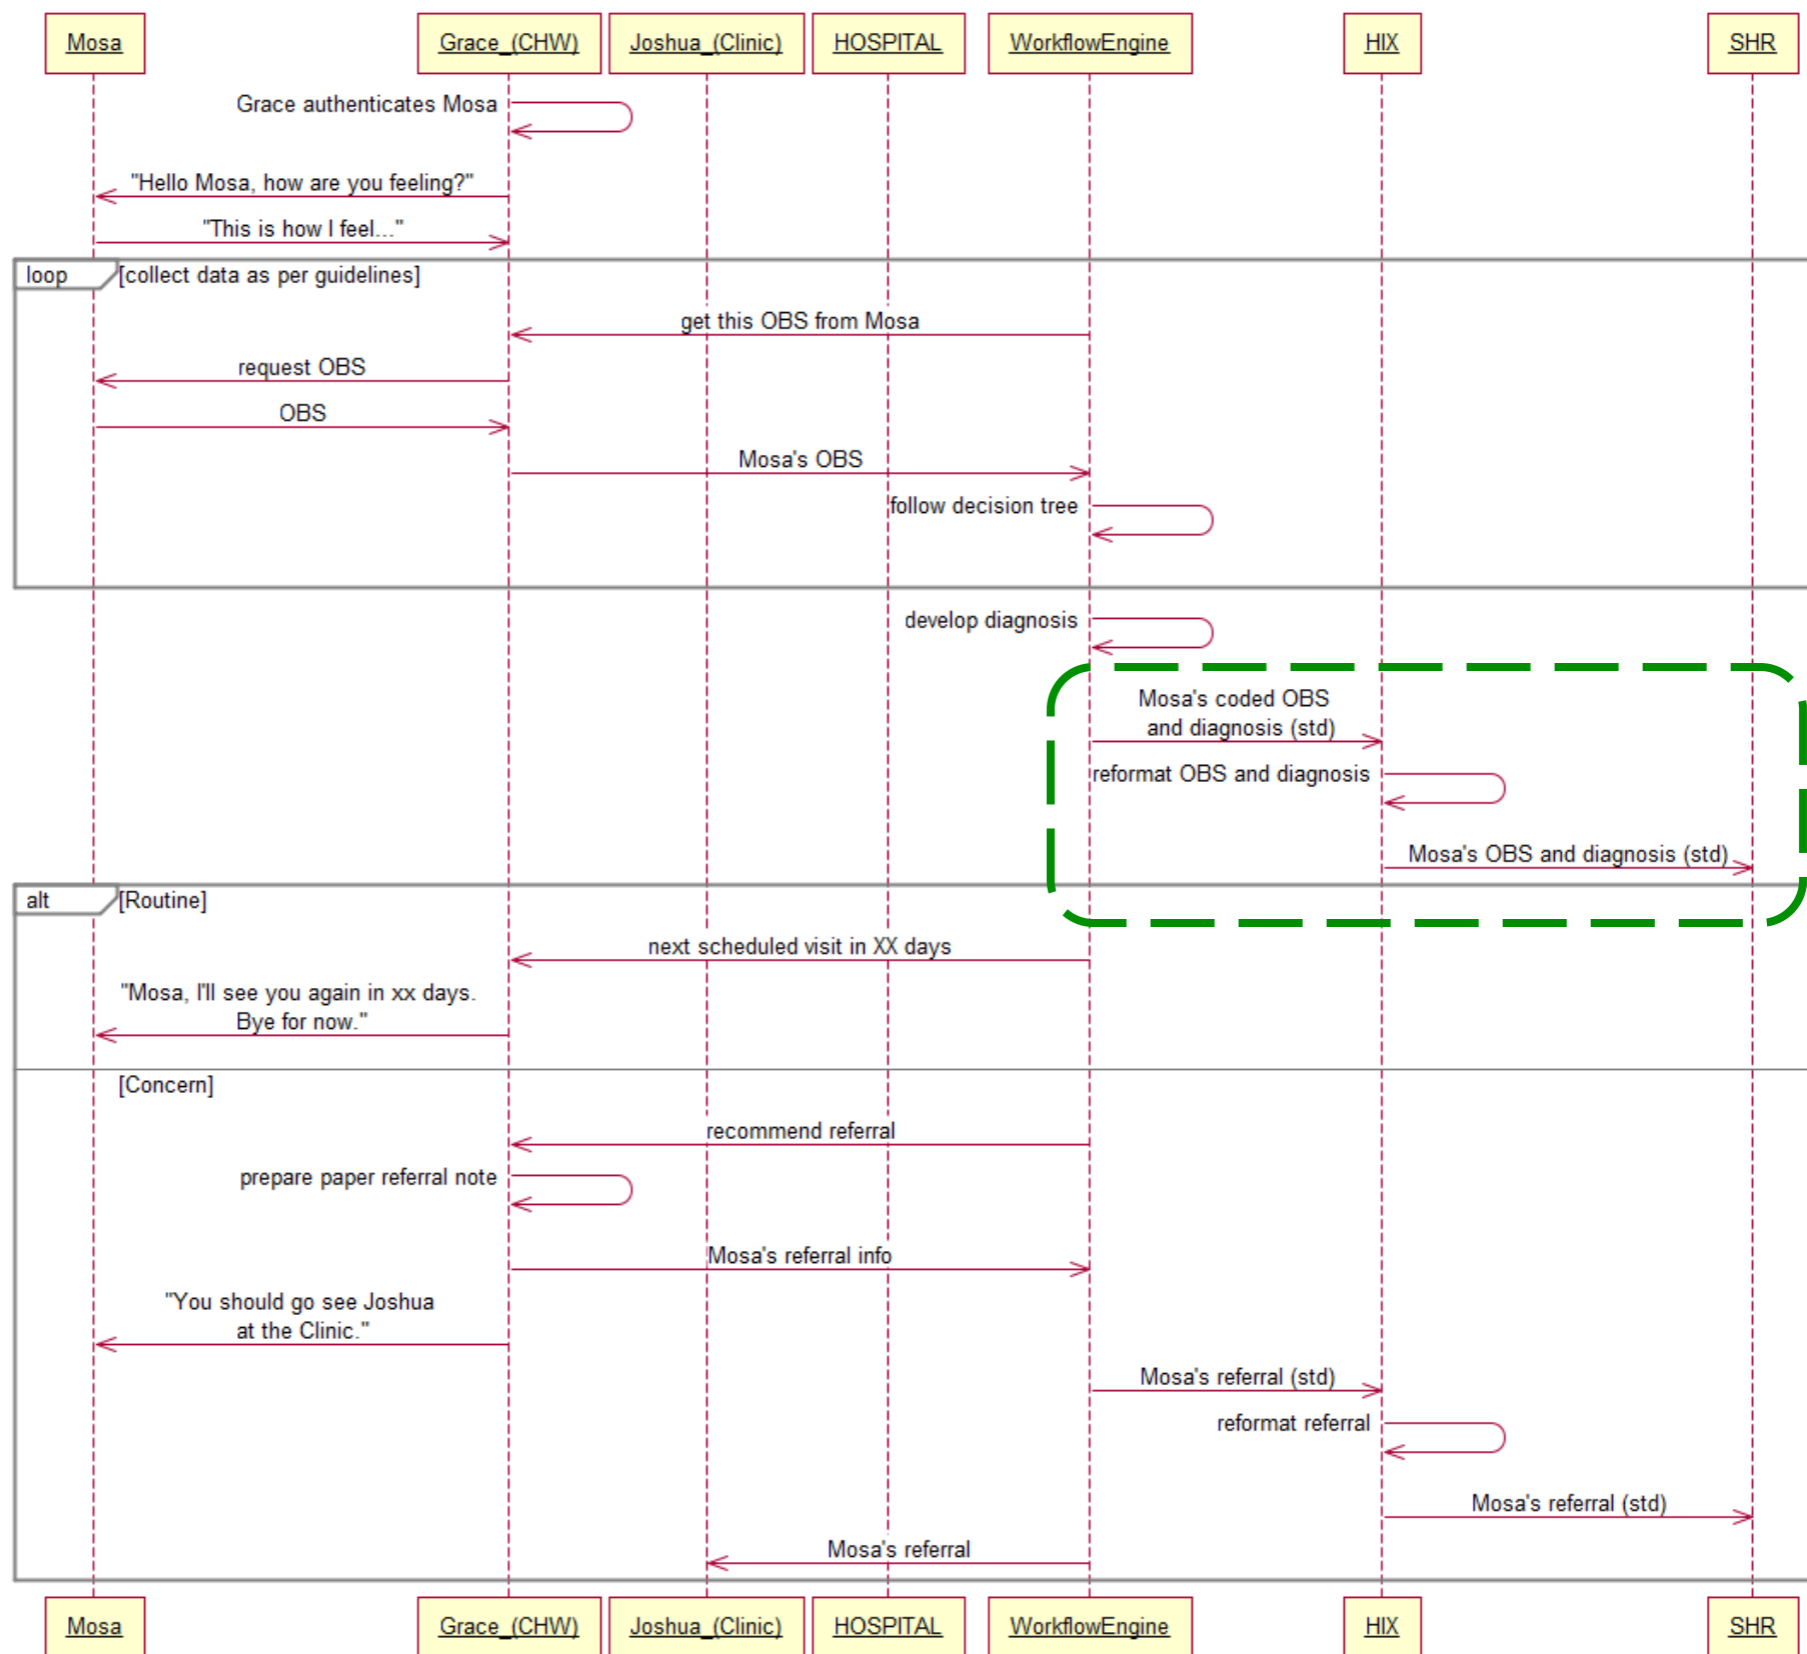 Mosa
Grace_(CHW)
Joshua_(Clinic)
HOSPITAL
WorkflowEngine
HIX
SHR
Grace authenticates Mosa
"Hello Mosa, how are you feeling?"
"This is how I feel..."
loop
[collect data as per guidelines]
get this OBS from Mosa
request OBS
OBS
Mosa's OBS
follow decision tree
develop diagnosis
Mosa's coded OBS
and diagnosis (std)
reformat OBS and diagnosis
Mosa's OBS and diagnosis (std)
alt
[Routine]
next scheduled visit in XX days
"Mosa, I'll see you again in xx days.
Bye for now."
[Concern]
recommend referral
prepare paper referral note
Mosa's referral info
"You should go see Joshua
at the Clinic."
Mosa's referral (std)
reformat referral
Mosa's referral (std)
Mosa's referral
Mosa
Grace_(CHW)
Joshua_(Clinic)
HOSPITAL
WorkflowEngine
HIX
SHR